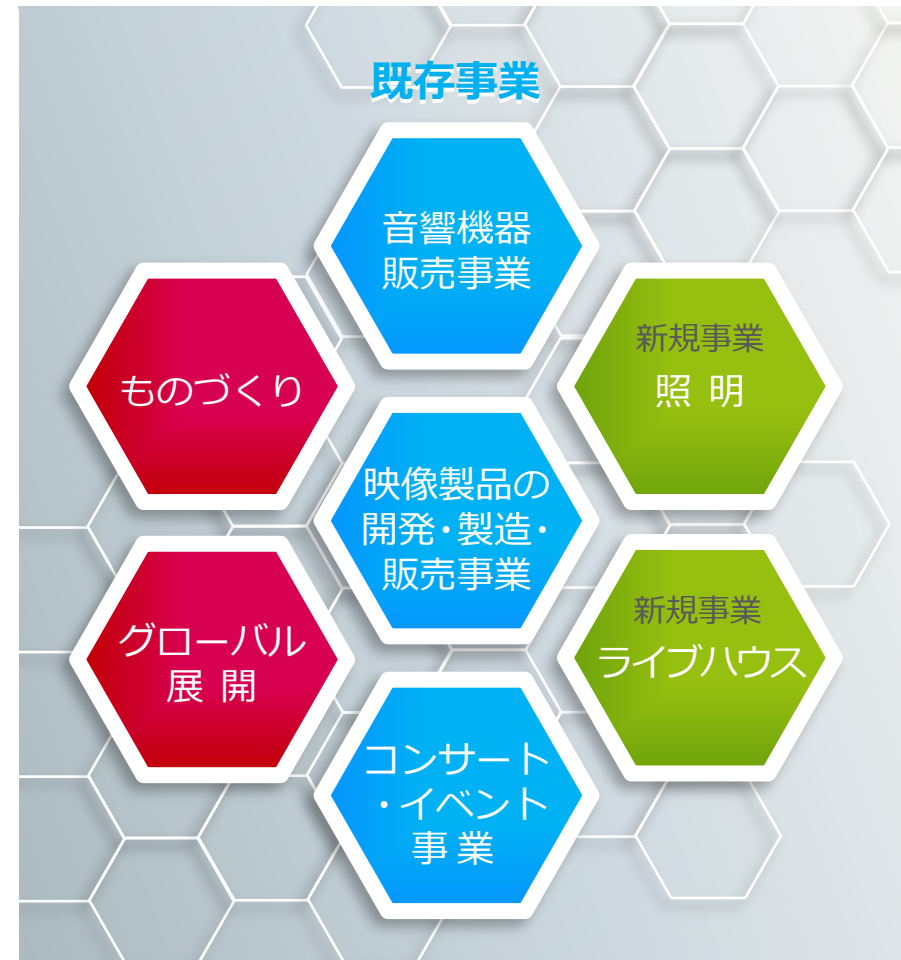 既存事業
音響機器
販売事業
ものづくり
新規事業
照 明
映像製品の
開発・製造・
販売事業
グローバル
展 開
新規事業
ライブハウス
コンサート
・イベント
事 業